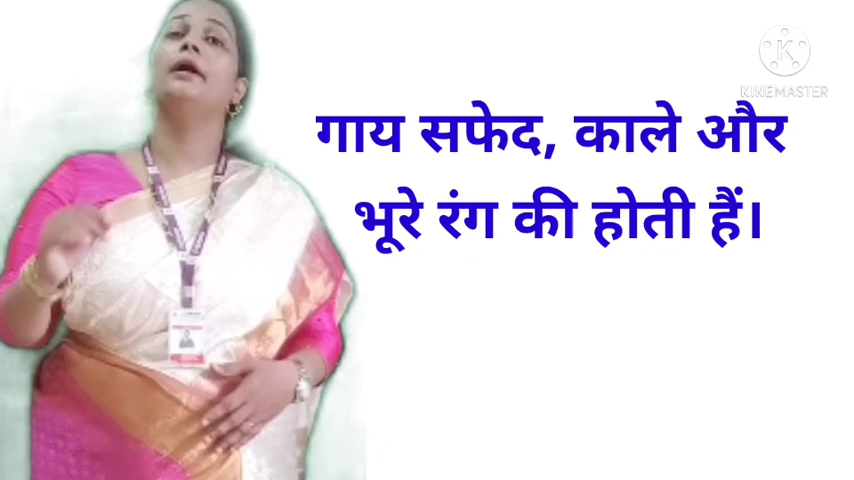 KINEMASTER
गाय सफेद, काले और
भूरे रंग की होती हैं।